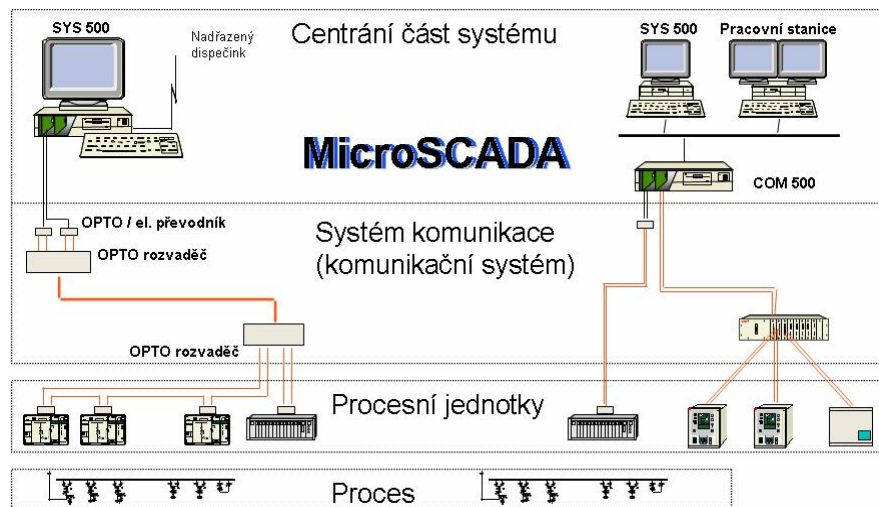 SYS 500
Nadřazený
dispečink
Centrání část systému
SYS 500
Pracovní stanice
MicroSCADA
COM 500
OPTO / el. převodník
OPTO rozvaděč
Systém komunikace
(komunikační systém)
OPTO rozvaděč
Procesní jednotky
Proces